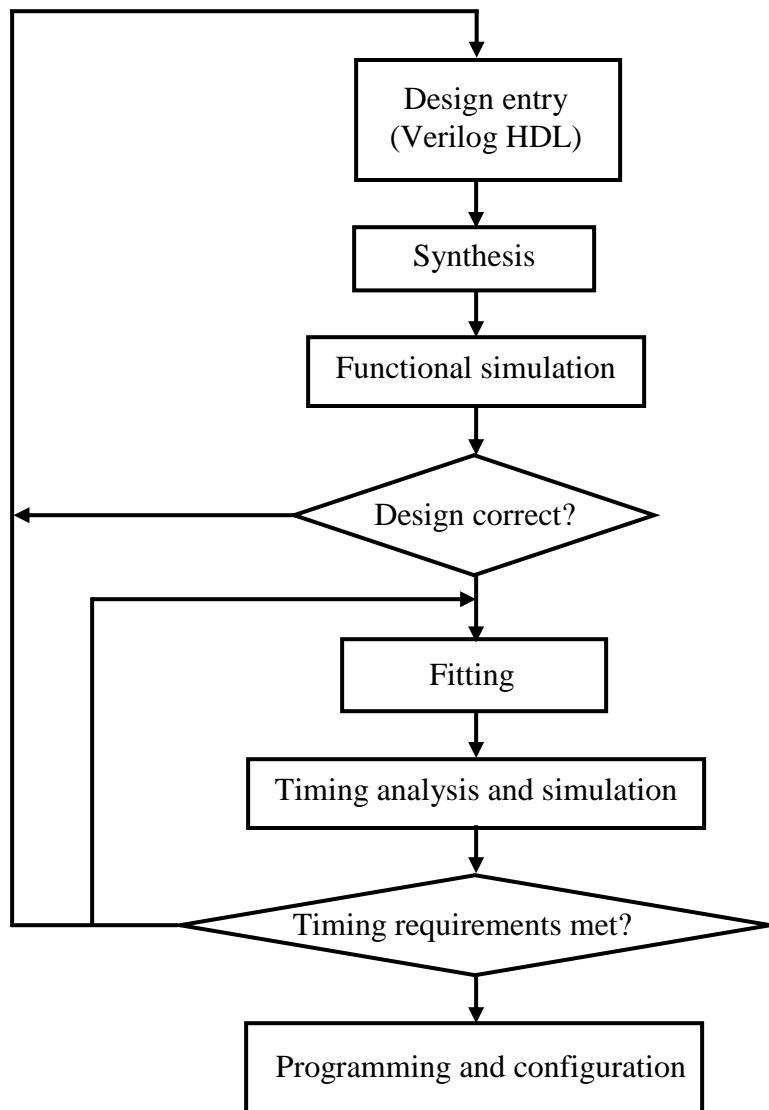 Design entry
(Verilog HDL)
Synthesis
Functional simulation
Design correct?
Fitting
Timing analysis and simulation
Timing requirements met?
Programming and configuration